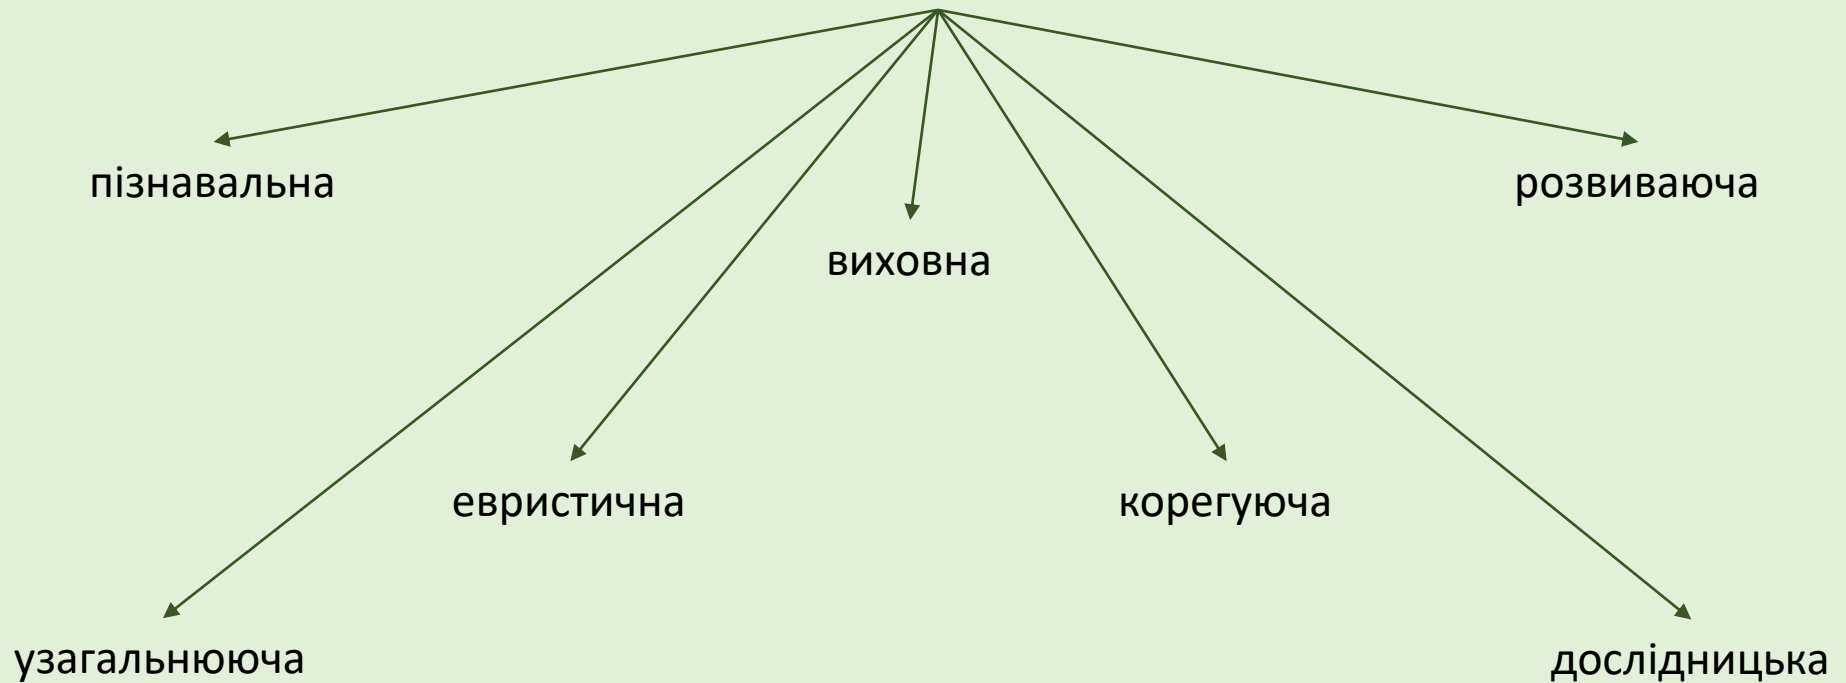 пізнавальна
розвиваюча
виховна
евристична
корегуюча
узагальнююча
дослідницька